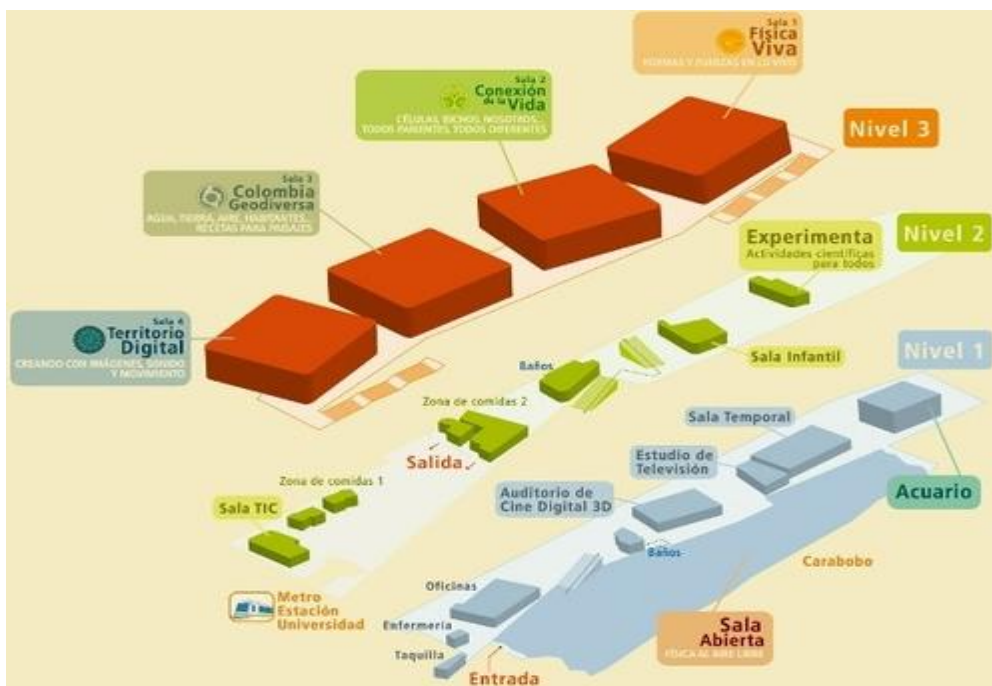 Sala 1
Física
Viva
FORMAS Y FUERZAS EN LO VIVO
Sala 2
Conexión
de la Vida
CÉLULAS, BICHOS, NOSOTROS...
TODOS PARIENTES, TODOS DIFERENTES
Nivel 3
Sala 3
Colombia
Geodiversa
AGUA, TIERRA, AIRE, HABITANTES...
RECETAS PARA PAISAJES
Experimenta
Actividades científicas
para todos
Nivel 2
Sala 4
Territorio
Digital
CREANDO CON IMÁGENES, SONIDO
Y MOVIMIENTO
Baños
Sala Infantil
Nivel 1
Zona de comidas 2
Salida
Sala Temporal
Estudio de
Televisión
Zona de comidas 1
Sala TIC
Auditorio de
Cine Digital 3D
Acuario
Baños
Carabobo
Oficinas
Metro
Estación
Universidad
Enfermería
Taquilla
Entrada
Sala
Abierta
FÍSICA AL AIRE LIBRE